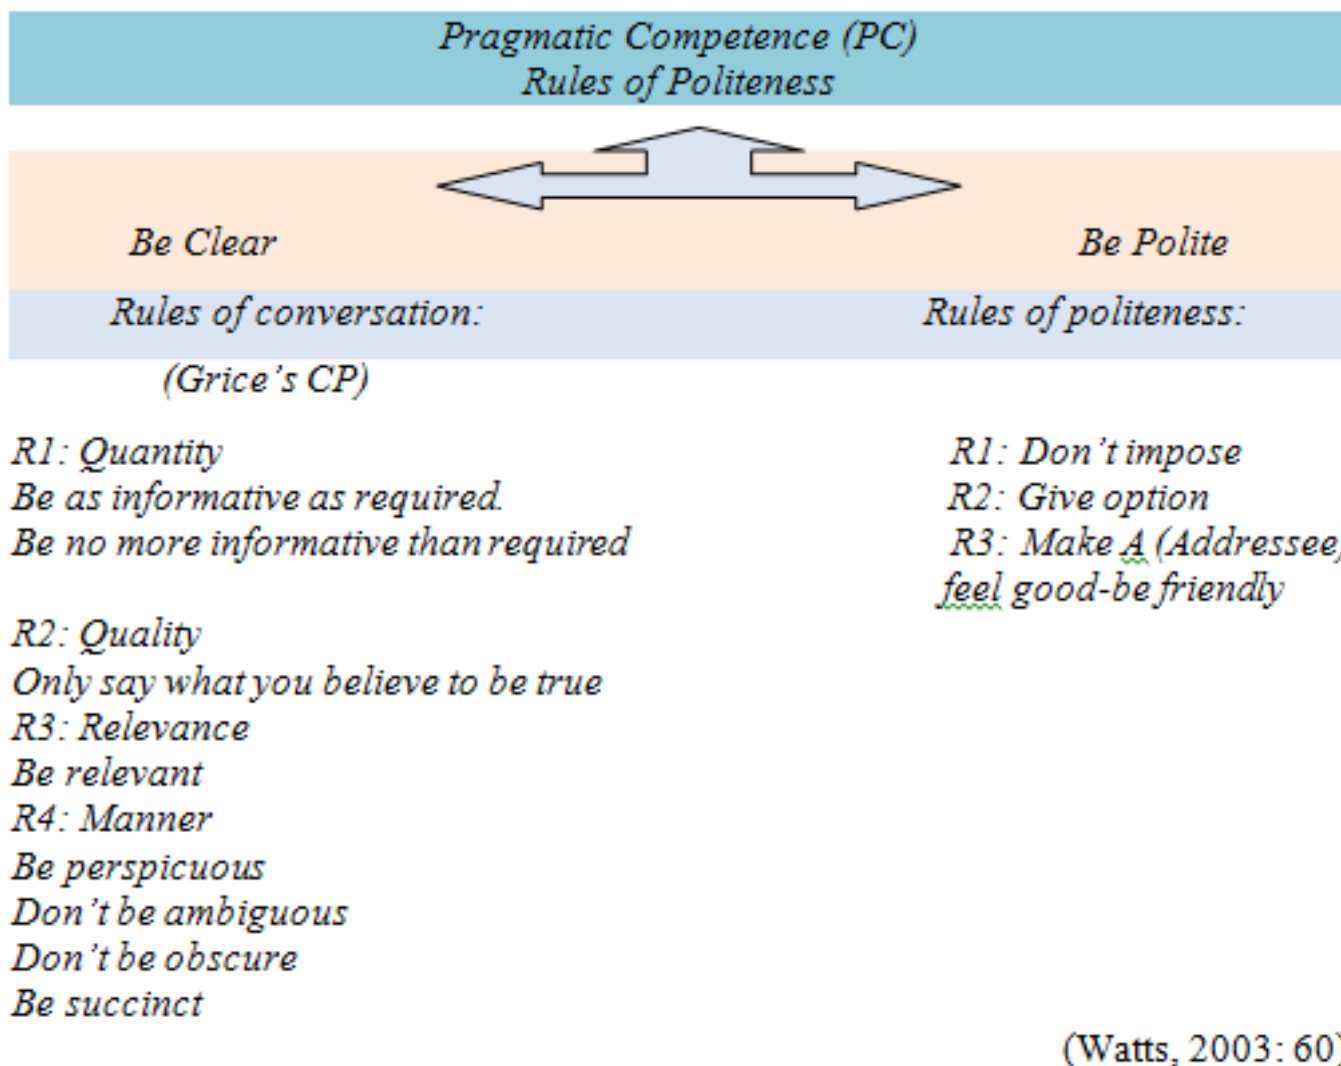 Pragmatic Competence (PC)
Rules of Politeness
Be Clear
Be Polite
Rules of conversation:
Rules of politeness:
(Grice's CP)
R1: Quantity
Be as informative as required.
Be no more informative than required
R2: Quality
Only say what you believe to be true
R3: Relevance
Be relevant
R4: Manner
Be perspicuous
Don't be ambiguous
Don't be obscure
Be succinct
R1: Don't impose
R2: Give option
R3: Make A (Addressee)
feel good-be friendly
(Watts, 2003: 60)